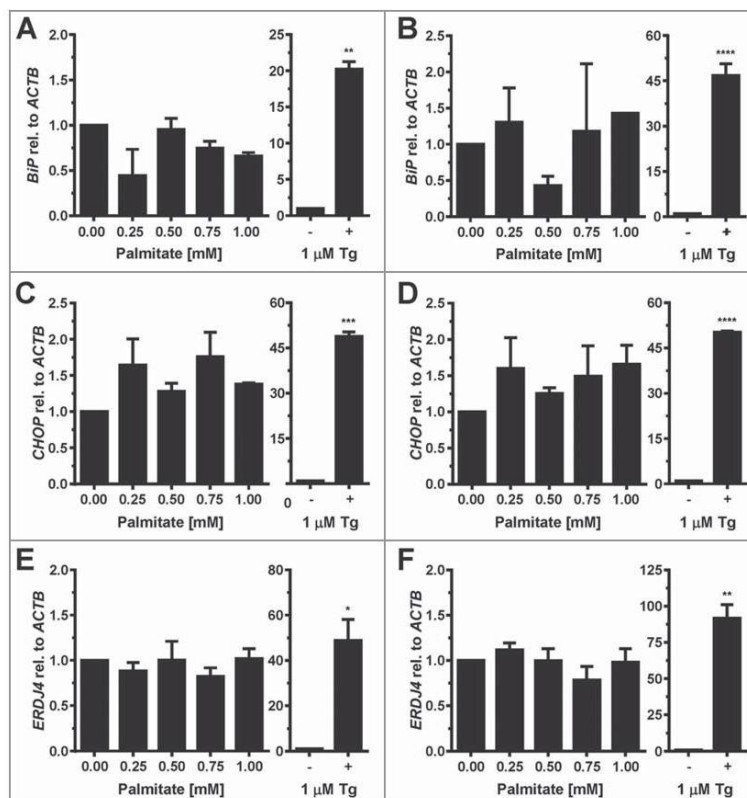 A
BiP rel. to ACTB
2.0
1.5
1.0
0.5
0.0
0.00 0.25 0.50 0.75 1.00
Palmitate [mM]
25
20
15
10
5
0
**
- +
1 µM Tg
B
BiP rel. to ACTB
2.5
2.0
1.5
1.0
0.5
0.0
0.00 0.25 0.50 0.75 1.00
Palmitate [mM]
60
45
30
15
0
****
- +
1 µM Tg
C
CHOP rel. to ACTB
2.5
2.0
1.5
1.0
0.5
0.0
0.00 0.25 0.50 0.75 1.00
Palmitate [mM]
60
45
30
15
0
***
- +
1 µM Tg
D
CHOP rel. to ACTB
2.5
2.0
1.5
1.0
0.5
0.0
0.00 0.25 0.50 0.75 1.00
Palmitate [mM]
60
45
30
15
0
****
- +
1 µM Tg
E
ERDJ4 rel. to ACTB
2.0
1.5
1.0
0.5
0.0
0.00 0.25 0.50 0.75 1.00
Palmitate [mM]
80
60
40
20
0
*
- +
1 µM Tg
F
ERDJ4 rel. to ACTB
2.0
1.5
1.0
0.5
0.0
0.00 0.25 0.50 0.75 1.00
Palmitate [mM]
125
100
75
50
25
0
**
- +
1 µM Tg